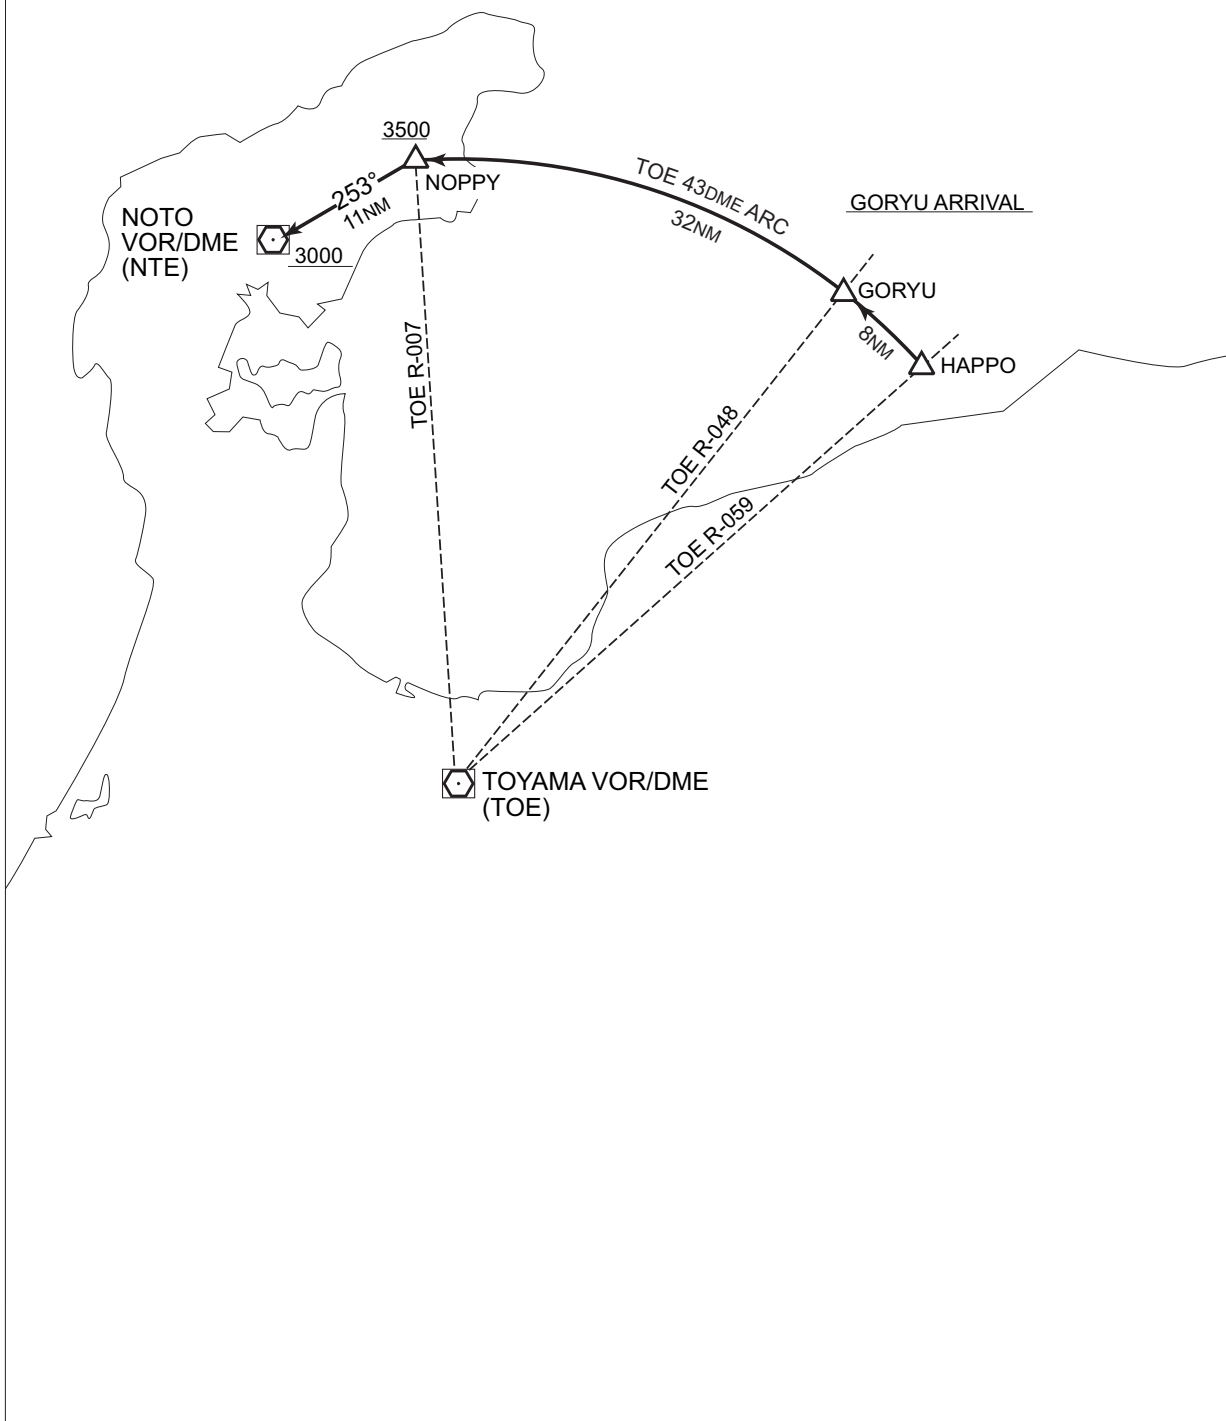 3500
NOPPY
TOE 43DME ARC
32NM
GORYU ARRIVAL
253°
11NM
NOTO
VOR/DME
(NTE)
3000
GORYU
8NM
HAPPO
TOE R-007
TOE R-048
TOE R-059
TOYAMA VOR/DME
(TOE)